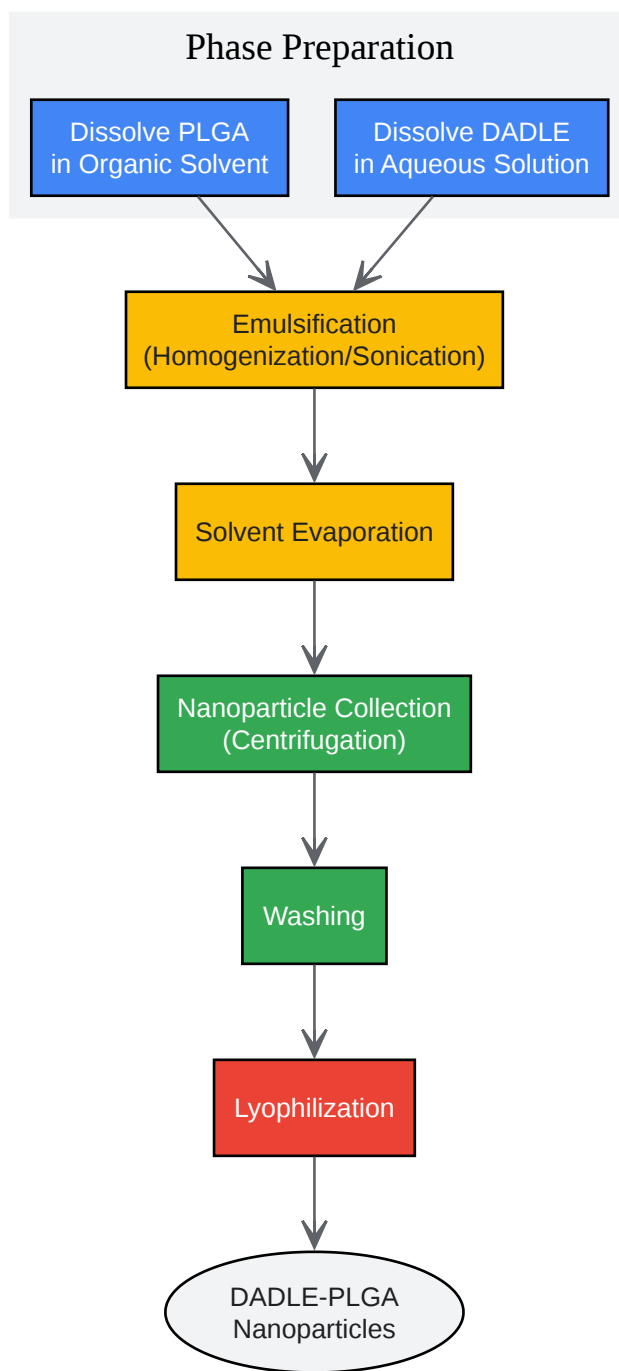 Phase Preparation
Dissolve PLGA
in Organic Solvent
Dissolve DADLE
in Aqueous Solution
Emulsification
(Homogenization/Sonication)
Solvent Evaporation
Nanoparticle Collection
(Centrifugation)
Washing
Lyophilization
DADLE-PLGA
Nanoparticles